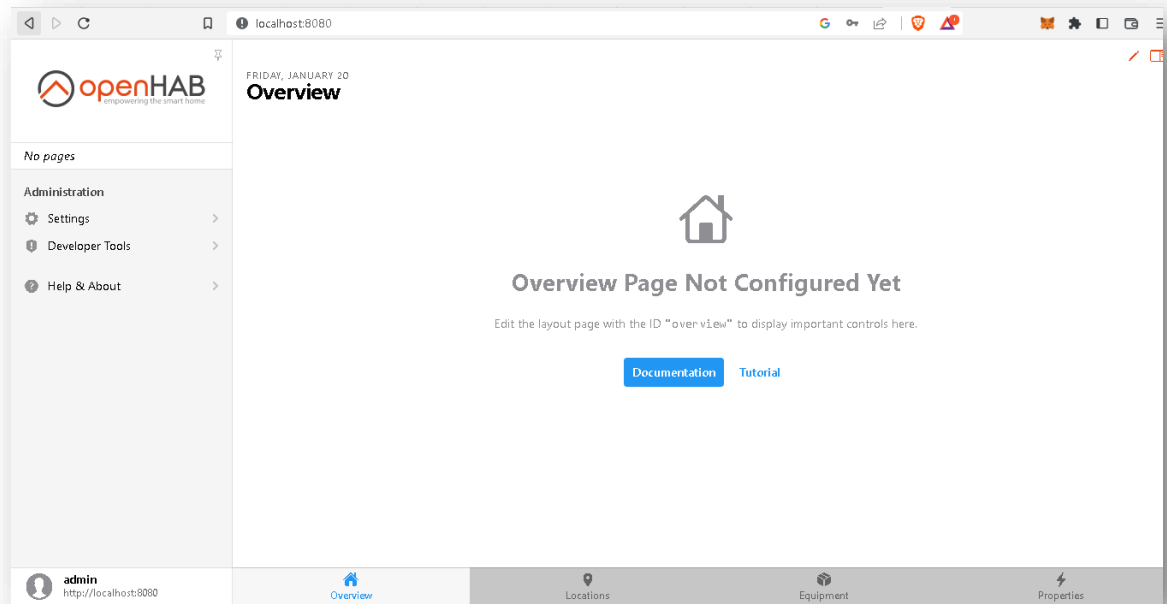 localhost:8080
openHAB
empowering the smart home
No pages
Administration
Settings
Developer Tools
Help & About
admin
http://localhost:8080
FRIDAY, JANUARY 20
Overview
Overview Page Not Configured Yet
Edit the layout page with the ID "overview" to display important controls here.
Documentation
Tutorial
Overview
Locations
Equipment
Properties